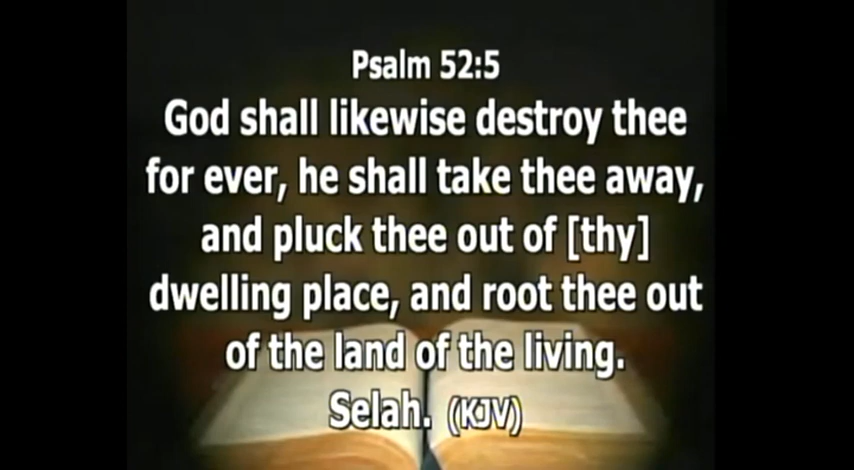 Psalm 52:5
God shall likewise destroy thee
for ever, he shall take thee away,
and pluck thee out of [thy]
dwelling place, and root thee out
of the land of the living.
Selah. (KJV)